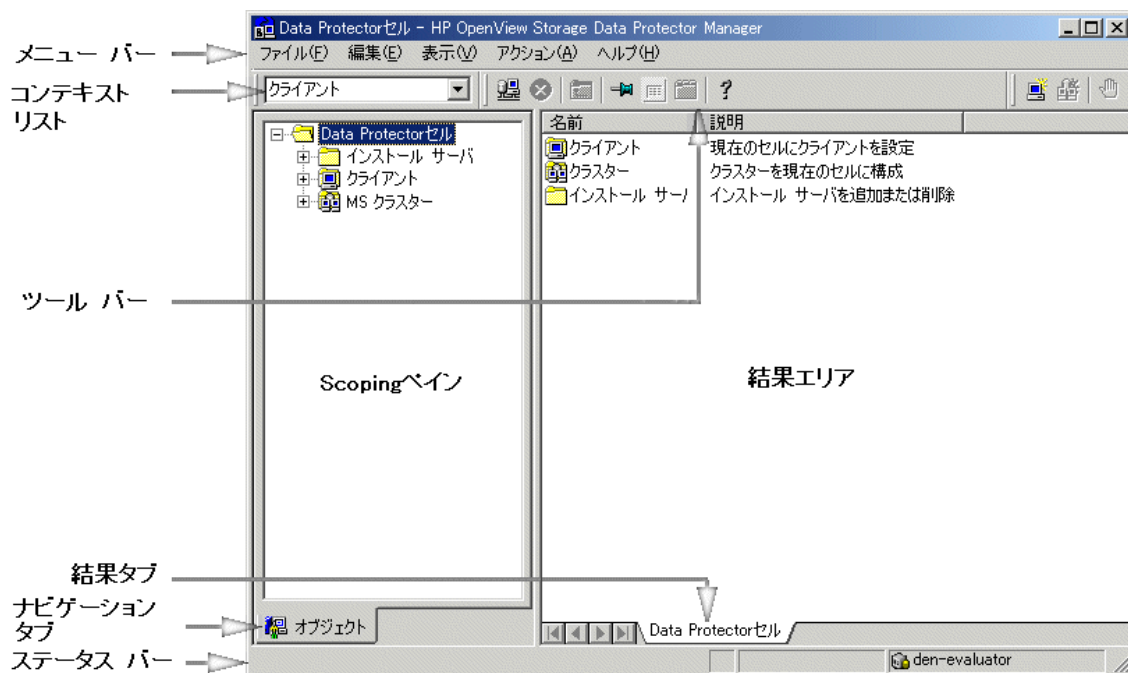 Data Protectorセル - HP OpenView Storage Data Protector Manager
メニュー バー
ファイル(F) 編集(E) 表示(V) アクション(A) ヘルプ(H)
コンテキスト
リスト
クライアント
?
Data Protectorセル
インストール サーバ
クライアント
MS クラスター
名前 説明
クライアント 現在のセルにクライアントを設定
クラスター クラスターを現在のセルに構成
インストール サーバ インストール サーバを追加または削除
ツール バー
Scopingペイン
結果エリア
結果タブ
ナビゲーション
タブ
オブジェクト
Data Protectorセル
ステータス バー
den-evaluator